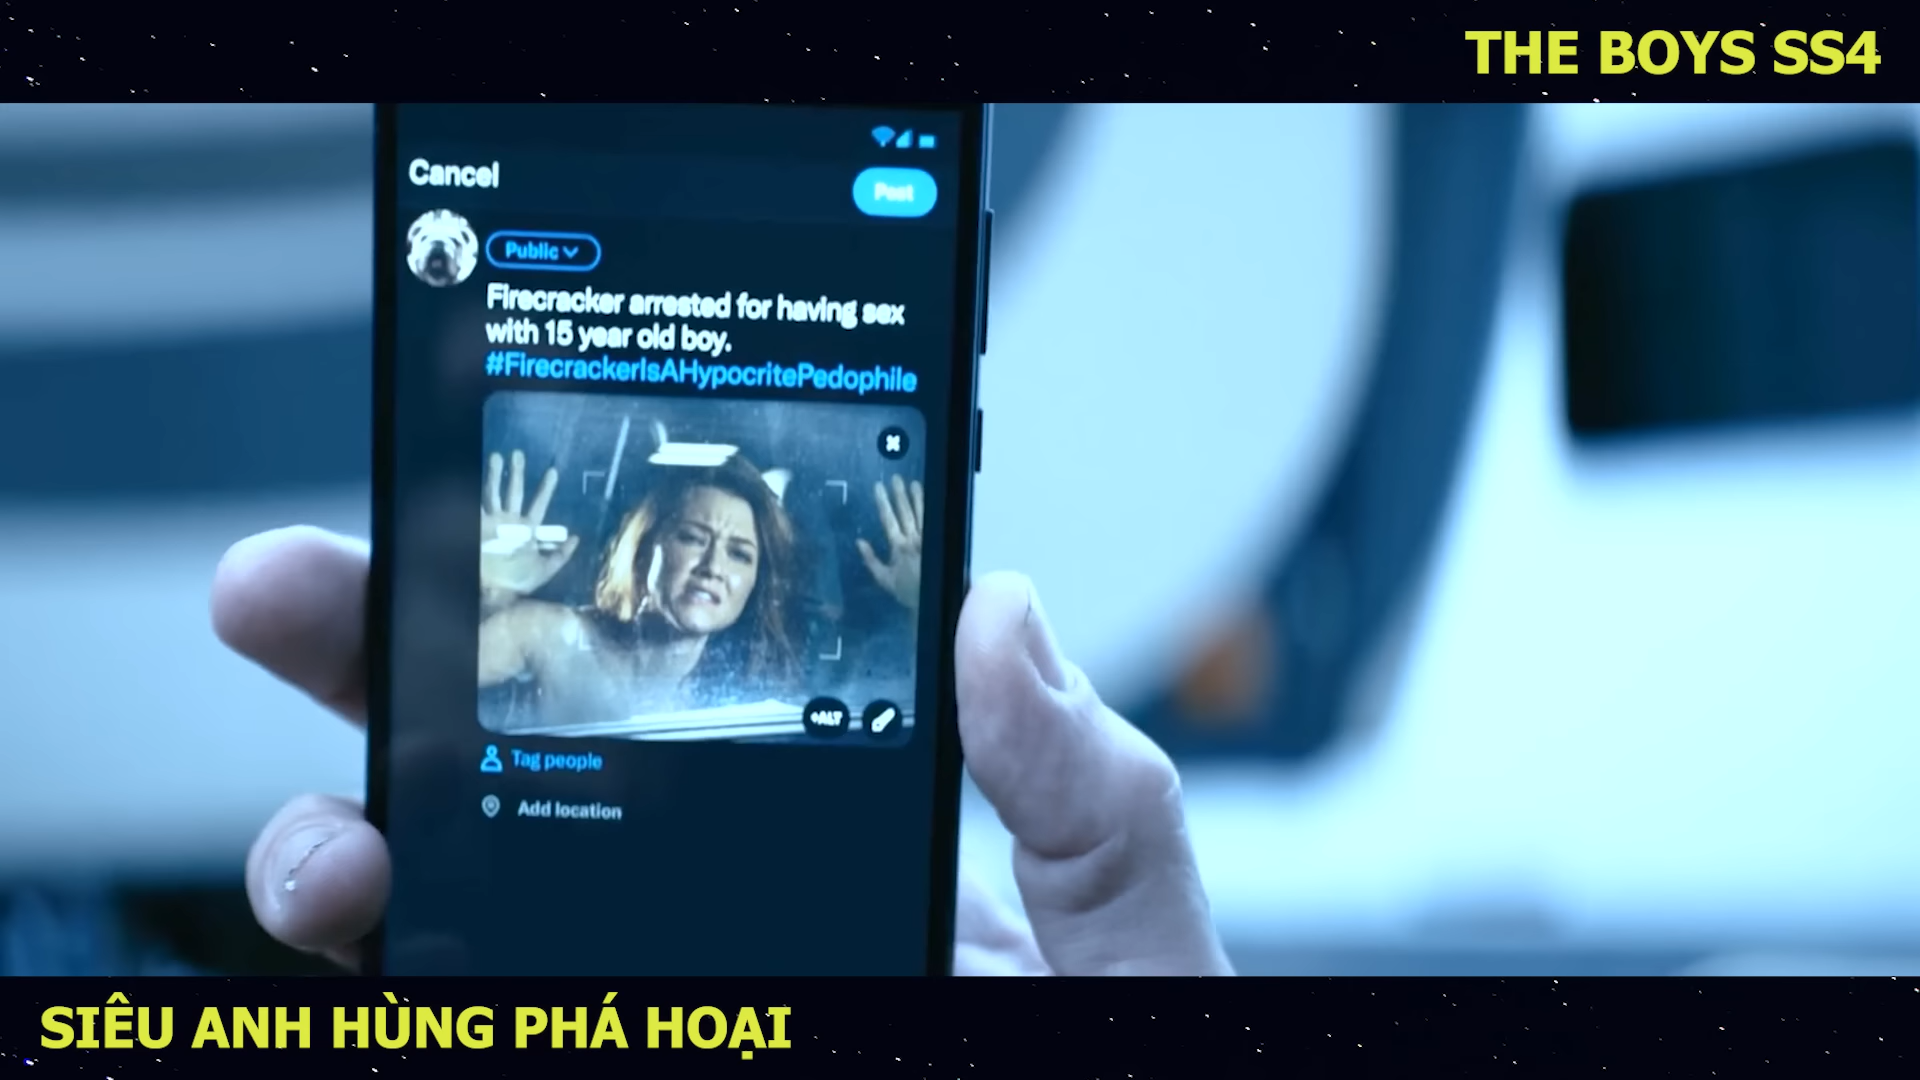 THE BOYS SS4
Cancel
Post
Public
Firecracker arrested for having sex
with 15 year old boy.
#FirecrackerIsAHypocritePedophile
+ALT
Tag people
Add location
SIÊU ANH HÙNG PHÁ HOẠI